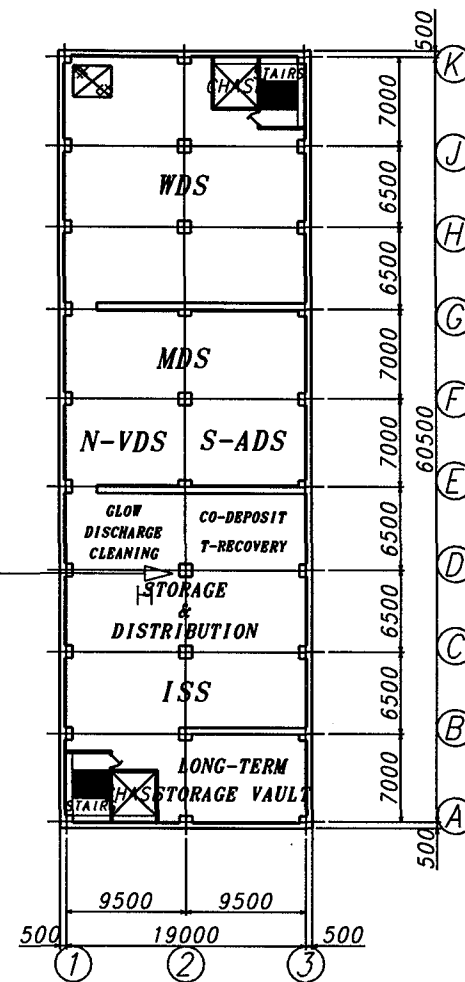 500
K
CHASE
STAIRS
7000
J
WDS
6500
H
6500
G
MDS
7000
F
N-VDS S-ADS
7000
60500
E
GLOW
DISCHARGE
CLEANING
CO-DEPOSIT
T-RECOVERY
6500
D
STORAGE
&
DISTRIBUTION
6500
C
ISS
6500
B
LONG-TERM
STORAGE VAULT
STAIR
7000
A
500
9500 9500
500 19000 500
1 2 3